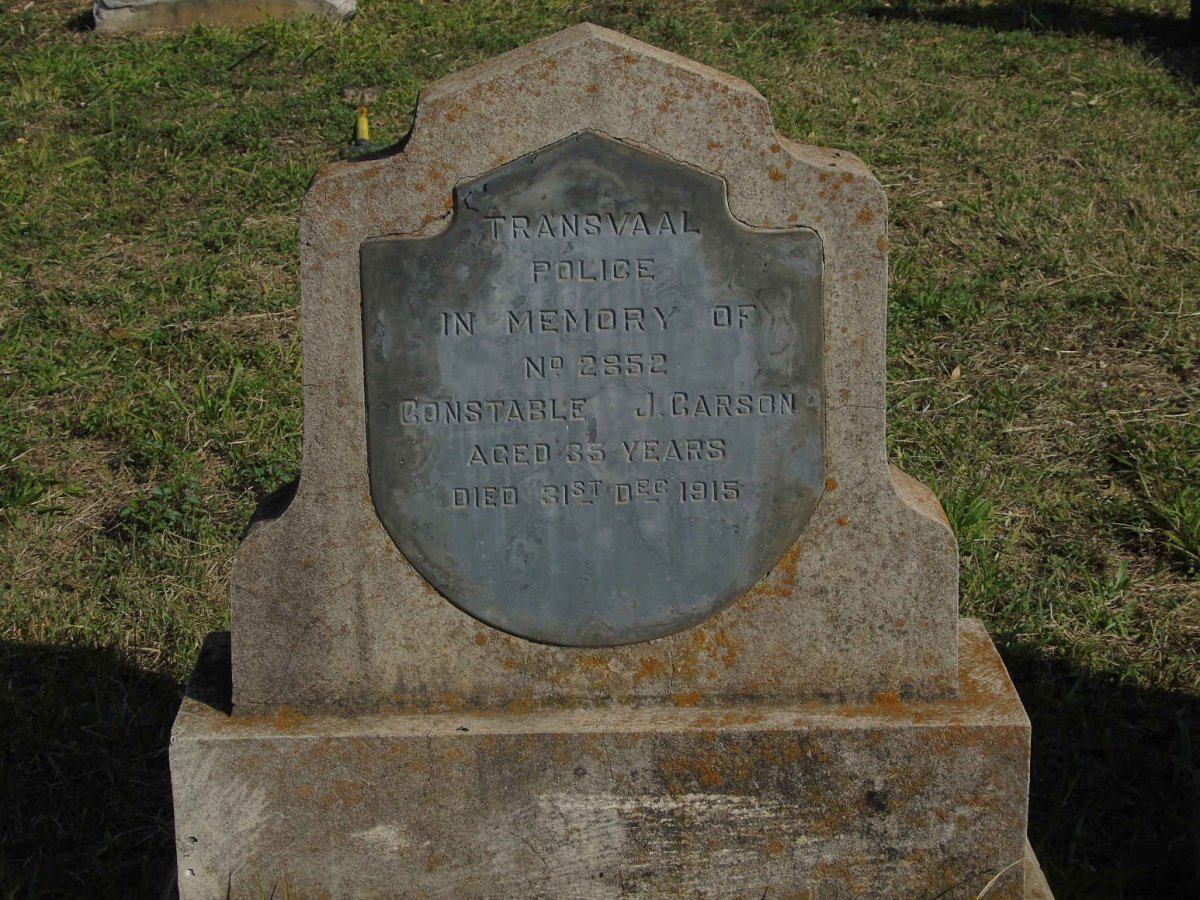 TRANSVAAL
POLICE
IN MEMORY OF
No 2852
CONSTABLE J. CARSON
AGED 35 YEARS
DIED 31ST DEC 1915